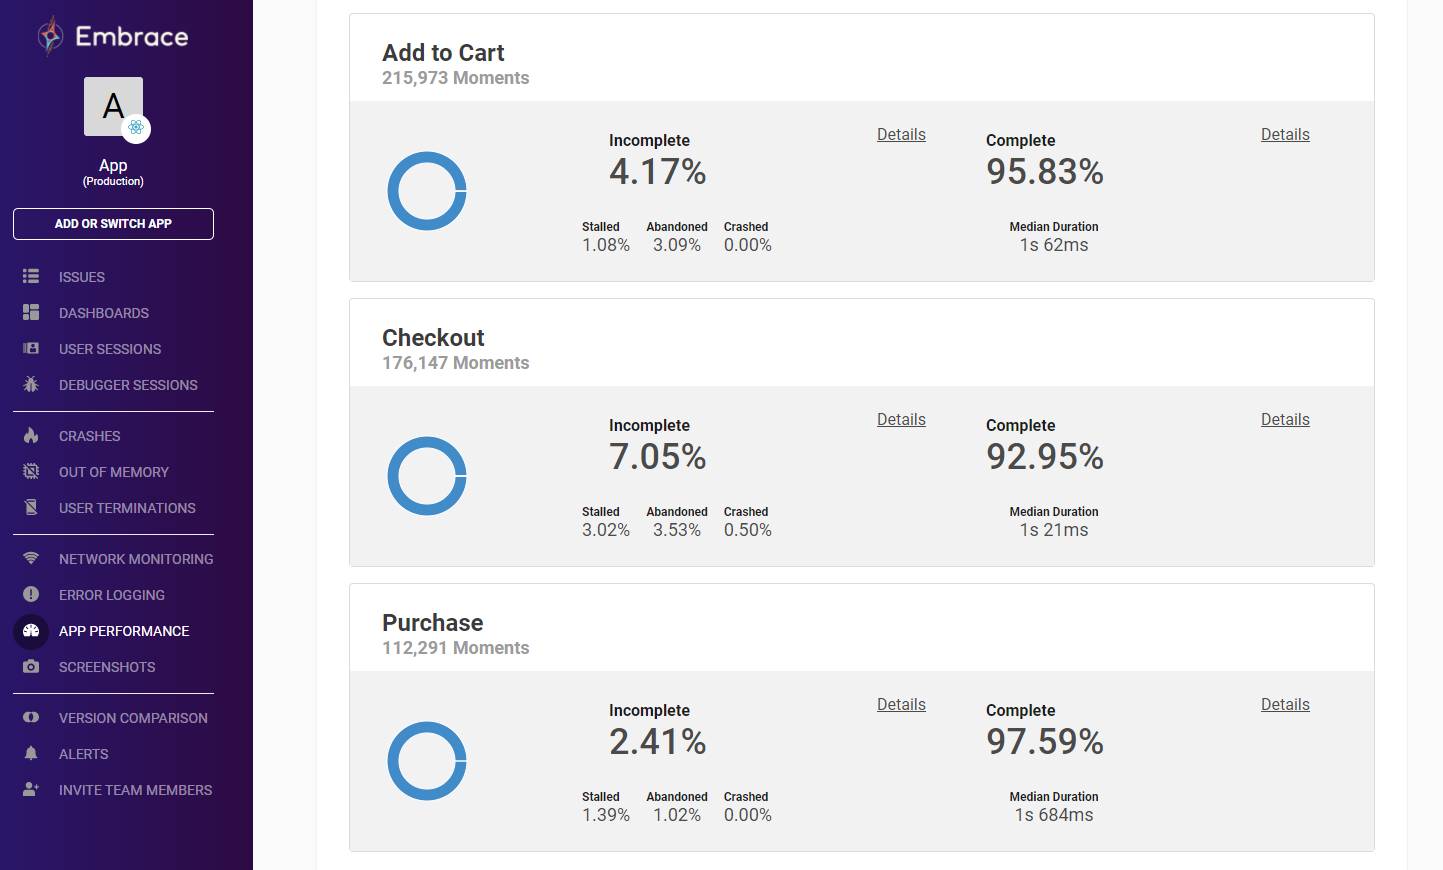 Embrace
A
App
(Production)
ADD OR SWITCH APP
ISSUES
DASHBOARDS
USER SESSIONS
DEBUGGER SESSIONS
CRASHES
OUT OF MEMORY
USER TERMINATIONS
NETWORK MONITORING
ERROR LOGGING
APP PERFORMANCE
SCREENSHOTS
VERSION COMPARISON
ALERTS
INVITE TEAM MEMBERS
Add to Cart
215,973 Moments
Incomplete Details Complete Details
4.17% 95.83%
Stalled Abandoned Crashed Median Duration
1.08% 3.09% 0.00% 1s 62ms
Checkout
176,147 Moments
Incomplete Details Complete Details
7.05% 92.95%
Stalled Abandoned Crashed Median Duration
3.02% 3.53% 0.50% 1s 21ms
Purchase
112,291 Moments
Incomplete Details Complete Details
2.41% 97.59%
Stalled Abandoned Crashed Median Duration
1.39% 1.02% 0.00% 1s 684ms